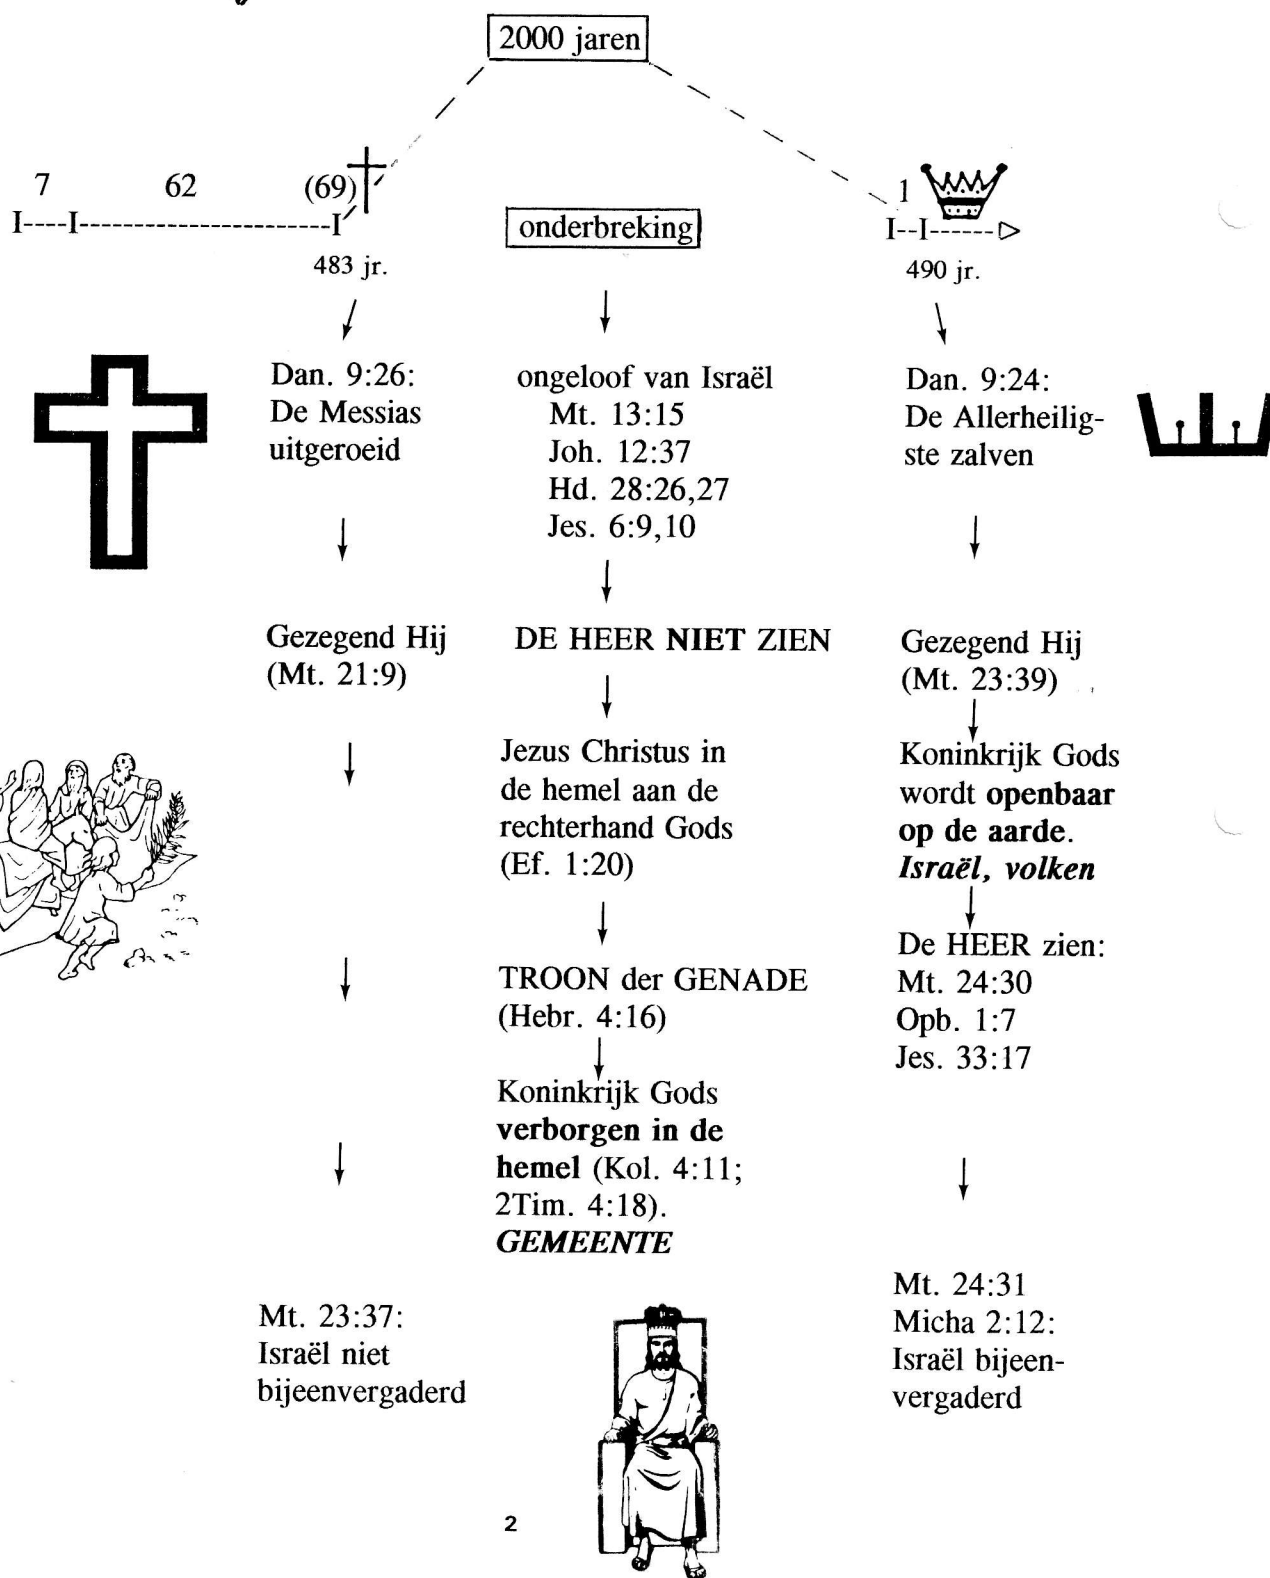 2000 jaren
7 62 (69)
I----I-----------------------I
483 jr.
onderbreking
1
I--I------▷
490 jr.
Dan. 9:26:
De Messias
uitgeroeid
Gezegend Hij
(Mt. 21:9)
Mt. 23:37:
Israël niet
bijeenvergaderd
ongeloof van Israël
Mt. 13:15
Joh. 12:37
Hd. 28:26,27
Jes. 6:9,10
DE HEER NIET ZIEN
Jezus Christus in
de hemel aan de
rechterhand Gods
(Ef. 1:20)
TROON der GENADE
(Hebr. 4:16)
Koninkrijk Gods
verborgen in de
hemel (Kol. 4:11;
2Tim. 4:18).
GEMEENTE
Dan. 9:24:
De Allerheilig-
ste zalven
Gezegend Hij
(Mt. 23:39)
Koninkrijk Gods
wordt openbaar
op de aarde.
Israël, volken
De HEER zien:
Mt. 24:30
Opb. 1:7
Jes. 33:17
Mt. 24:31
Micha 2:12:
Israël bijeen-
vergaderd
2